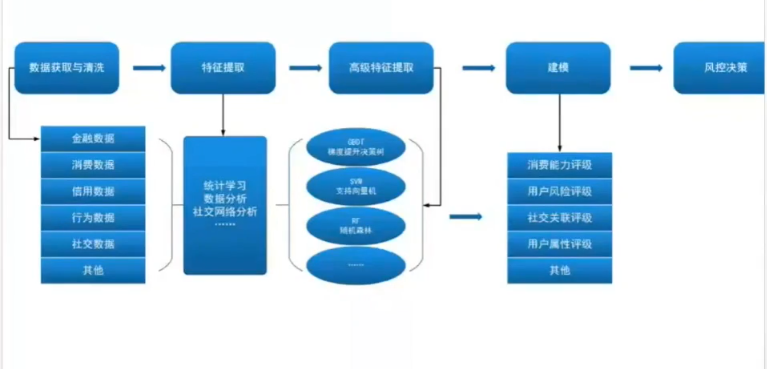 数据获取与清洗
特征提取
高级特征提取
建模
风控决策
金融数据
消费数据
信用数据
行为数据
社交数据
其他
统计学习
数据分析
社交网络分析
······
GBDT
梯度提升决策树
SVM
支持向量机
RF
随机森林
······
消费能力评级
用户风险评级
社交关联评级
用户属性评级
其他